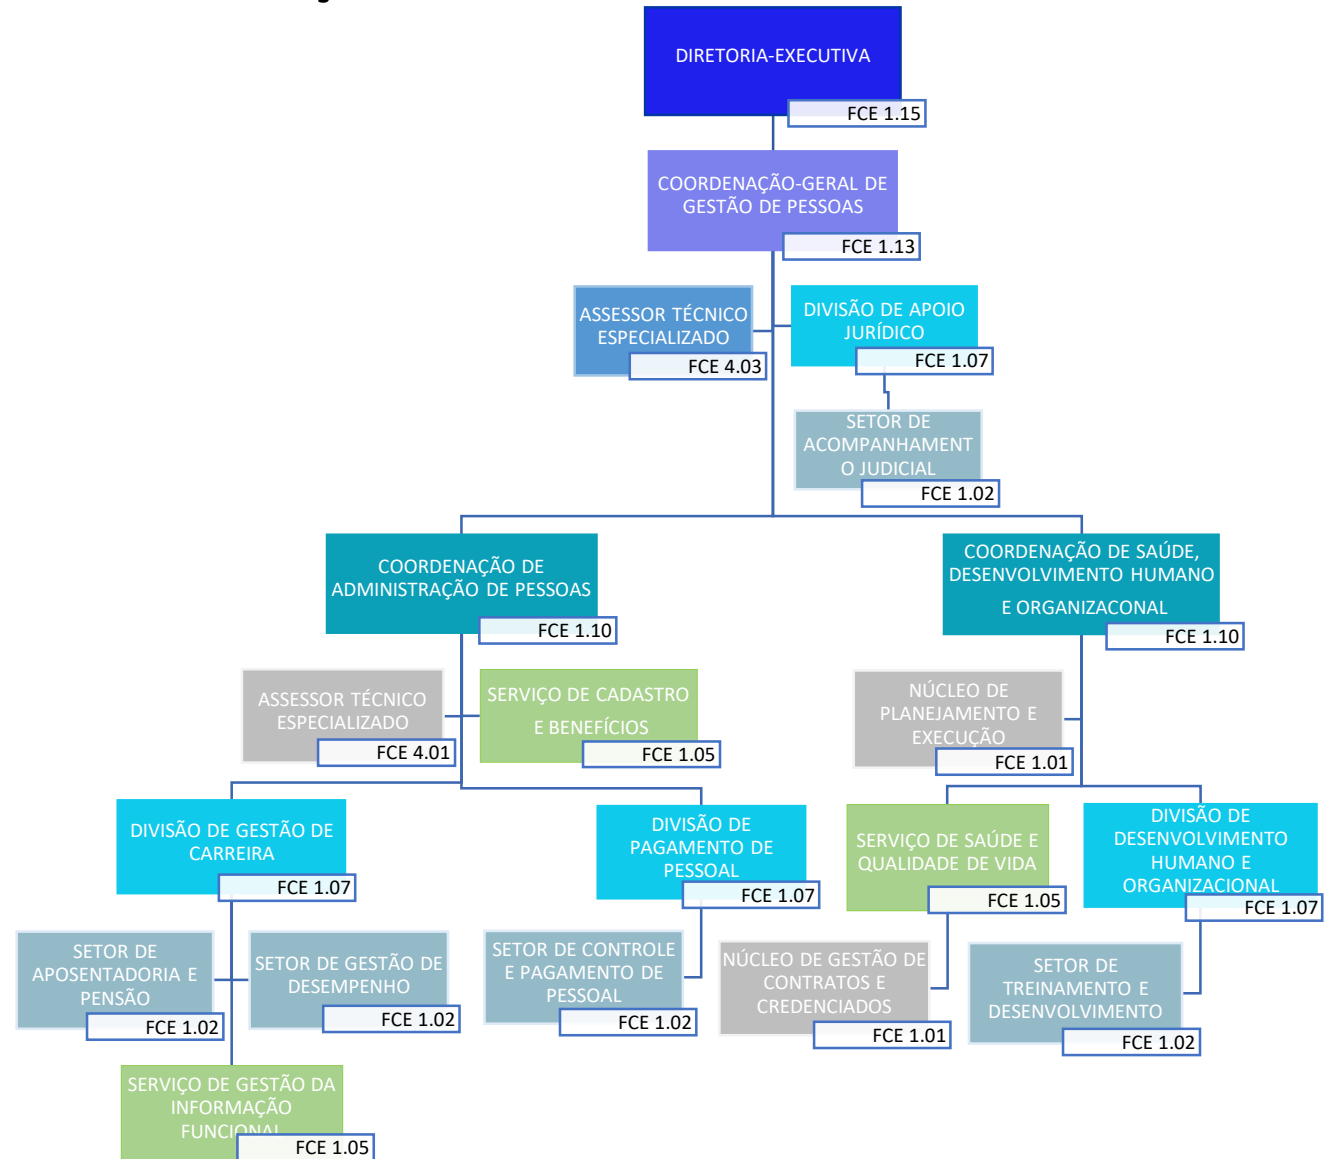 DIRETORIA-EXECUTIVA
FCE 1.15
COORDENAÇÃO-GERAL DE
GESTÃO DE PESSOAS
FCE 1.13
ASSESSOR TÉCNICO
ESPECIALIZADO
FCE 4.03
DIVISÃO DE APOIO
JURÍDICO
FCE 1.07
SETOR DE
ACOMPANHAMENT
O JUDICIAL
FCE 1.02
COORDENAÇÃO DE
ADMINISTRAÇÃO DE PESSOAS
FCE 1.10
COORDENAÇÃO DE SAÚDE,
DESENVOLVIMENTO HUMANO
E ORGANIZACONAL
FCE 1.10
ASSESSOR TÉCNICO
ESPECIALIZADO
FCE 4.01
SERVIÇO DE CADASTRO
E BENEFÍCIOS
FCE 1.05
NÚCLEO DE
PLANEJAMENTO E
EXECUÇÃO
FCE 1.01
DIVISÃO DE GESTÃO DE
CARREIRA
FCE 1.07
DIVISÃO DE
PAGAMENTO DE
PESSOAL
FCE 1.07
SERVIÇO DE SAÚDE E
QUALIDADE DE VIDA
FCE 1.05
DIVISÃO DE
DESENVOLVIMENTO
HUMANO E
ORGANIZACIONAL
FCE 1.07
SETOR DE
APOSENTADORIA E
PENSÃO
FCE 1.02
SETOR DE GESTÃO DE
DESEMPENHO
FCE 1.02
SETOR DE CONTROLE
E PAGAMENTO DE
PESSOAL
FCE 1.02
NÚCLEO DE GESTÃO DE
CONTRATOS E
CREDENCIADOS
FCE 1.01
SETOR DE
TREINAMENTO E
DESENVOLVIMENTO
FCE 1.02
SERVIÇO DE GESTÃO DA
INFORMAÇÃO
FUNCIONAL
FCE 1.05